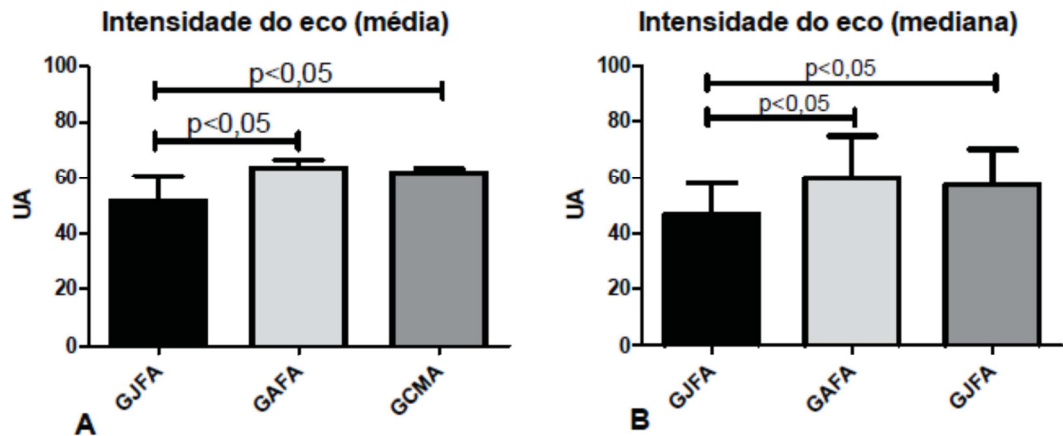 Intensidade do eco (média)
100
80
60
40
20
0
UA
p<0,05
p<0,05
GJFA
GAFA
GCMA
A
Intensidade do eco (mediana)
100
80
60
40
20
0
UA
p<0,05
p<0,05
GJFA
GAFA
GJFA
B